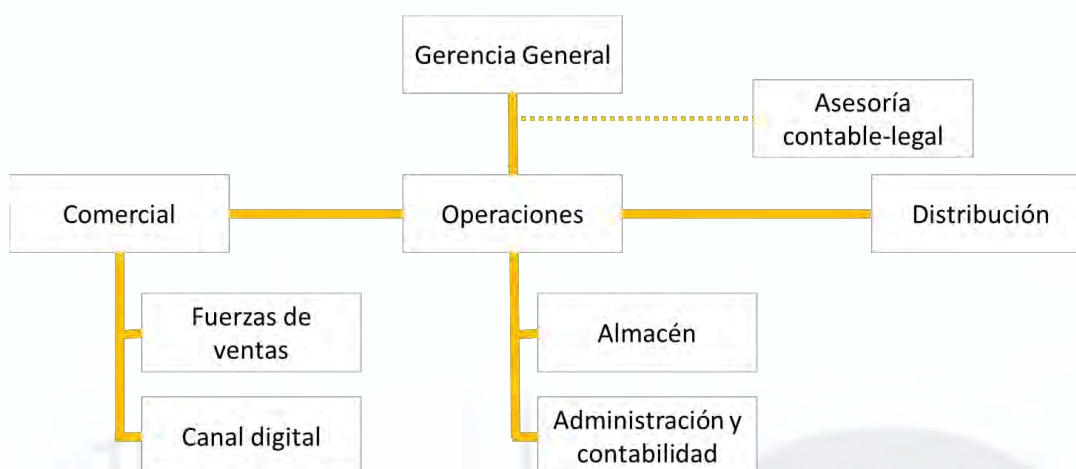 Gerencia General
Asesoría
contable-legal
Comercial
Operaciones
Distribución
Fuerzas de
ventas
Almacén
Canal digital
Administración y
contabilidad